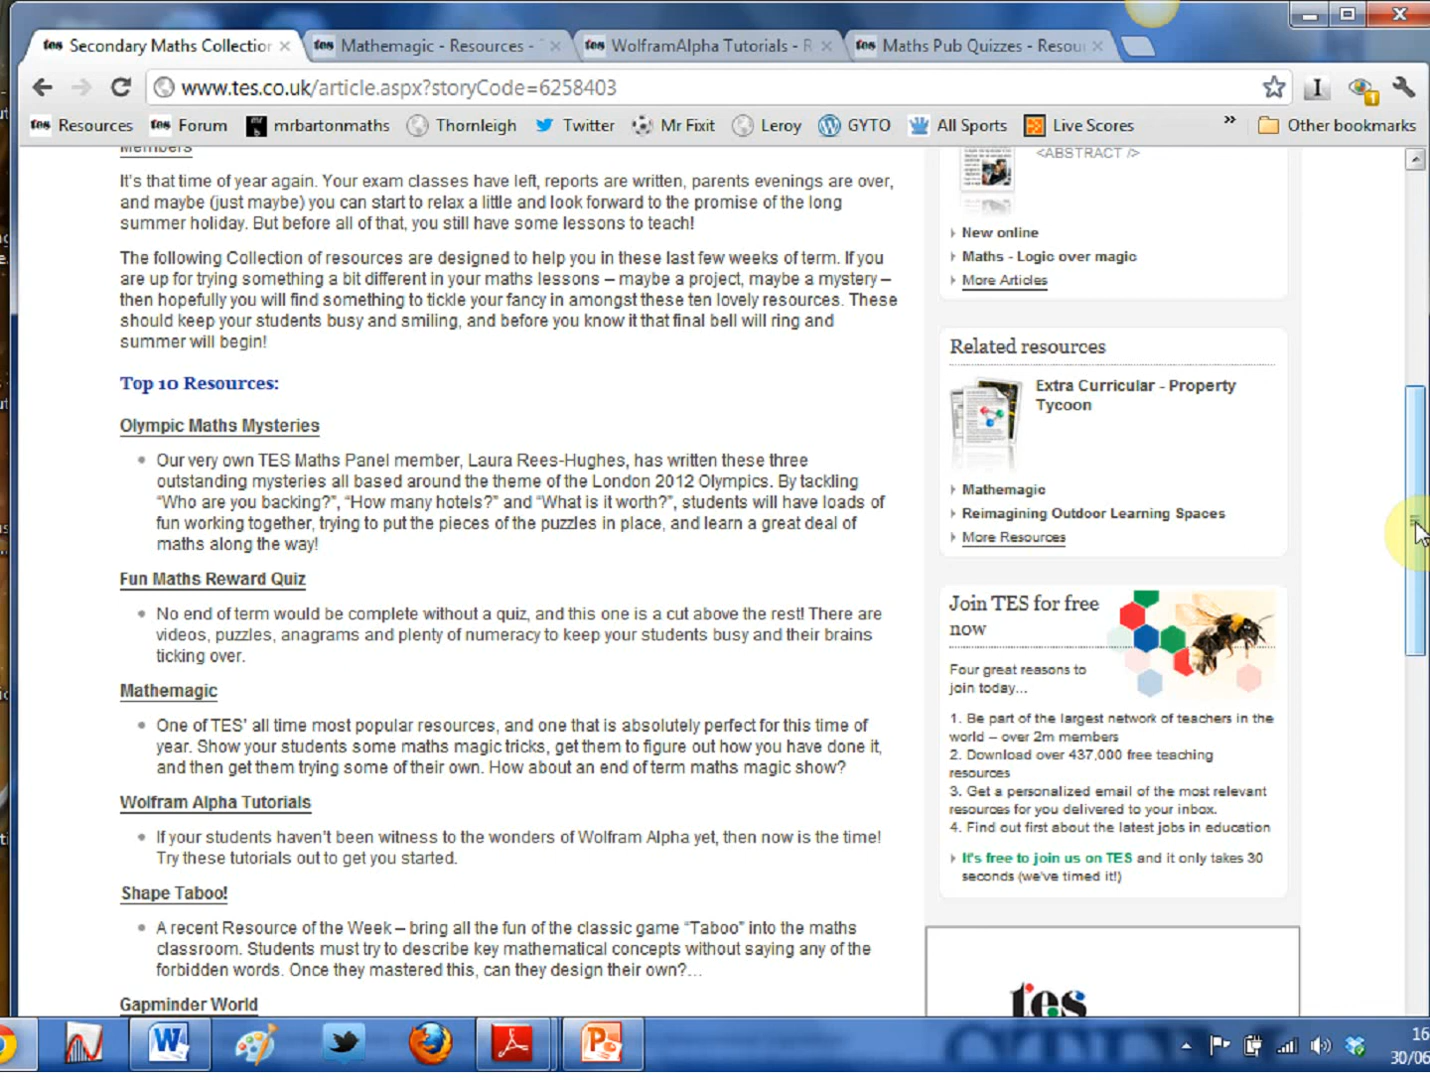 tes Secondary Maths Collection
tes Mathemagic - Resources -
tes WolframAlpha Tutorials - R
tes Maths Pub Quizzes - Resou
www.tes.co.uk/article.aspx?storyCode=6258403
tes Resources
tes Forum
mrbartonmaths
Thornleigh
Twitter
Mr Fixit
Leroy
GYTO
All Sports
Live Scores
»
Other bookmarks
Members
It's that time of year again. Your exam classes have left, reports are written, parents evenings are over,
and maybe (just maybe) you can start to relax a little and look forward to the promise of the long
summer holiday. But before all of that, you still have some lessons to teach!
The following Collection of resources are designed to help you in these last few weeks of term. If you
are up for trying something a bit different in your maths lessons – maybe a project, maybe a mystery –
then hopefully you will find something to tickle your fancy in amongst these ten lovely resources. These
should keep your students busy and smiling, and before you know it that final bell will ring and
summer will begin!
Top 10 Resources:
Olympic Maths Mysteries
Our very own TES Maths Panel member, Laura Rees-Hughes, has written these three
outstanding mysteries all based around the theme of the London 2012 Olympics. By tackling
“Who are you backing?”, “How many hotels?” and “What is it worth?”, students will have loads of
fun working together, trying to put the pieces of the puzzles in place, and learn a great deal of
maths along the way!
Fun Maths Reward Quiz
No end of term would be complete without a quiz, and this one is a cut above the rest! There are
videos, puzzles, anagrams and plenty of numeracy to keep your students busy and their brains
ticking over.
Mathemagic
One of TES' all time most popular resources, and one that is absolutely perfect for this time of
year. Show your students some maths magic tricks, get them to figure out how you have done it,
and then get them trying some of their own. How about an end of term maths magic show?
Wolfram Alpha Tutorials
If your students haven't been witness to the wonders of Wolfram Alpha yet, then now is the time!
Try these tutorials out to get you started.
Shape Taboo!
A recent Resource of the Week – bring all the fun of the classic game “Taboo” into the maths
classroom. Students must try to describe key mathematical concepts without saying any of the
forbidden words. Once they mastered this, can they design their own?...
Gapminder World
<ABSTRACT />
New online
Maths - Logic over magic
More Articles
Related resources
Extra Curricular - Property
Tycoon
Mathemagic
Reimagining Outdoor Learning Spaces
More Resources
Join TES for free
now
Four great reasons to
join today...
1. Be part of the largest network of teachers in the
world – over 2m members
2. Download over 437,000 free teaching
resources
3. Get a personalized email of the most relevant
resources for you delivered to your inbox.
4. Find out first about the latest jobs in education
It's free to join us on TES and it only takes 30
seconds (we've timed it!)
tes
16
30/06